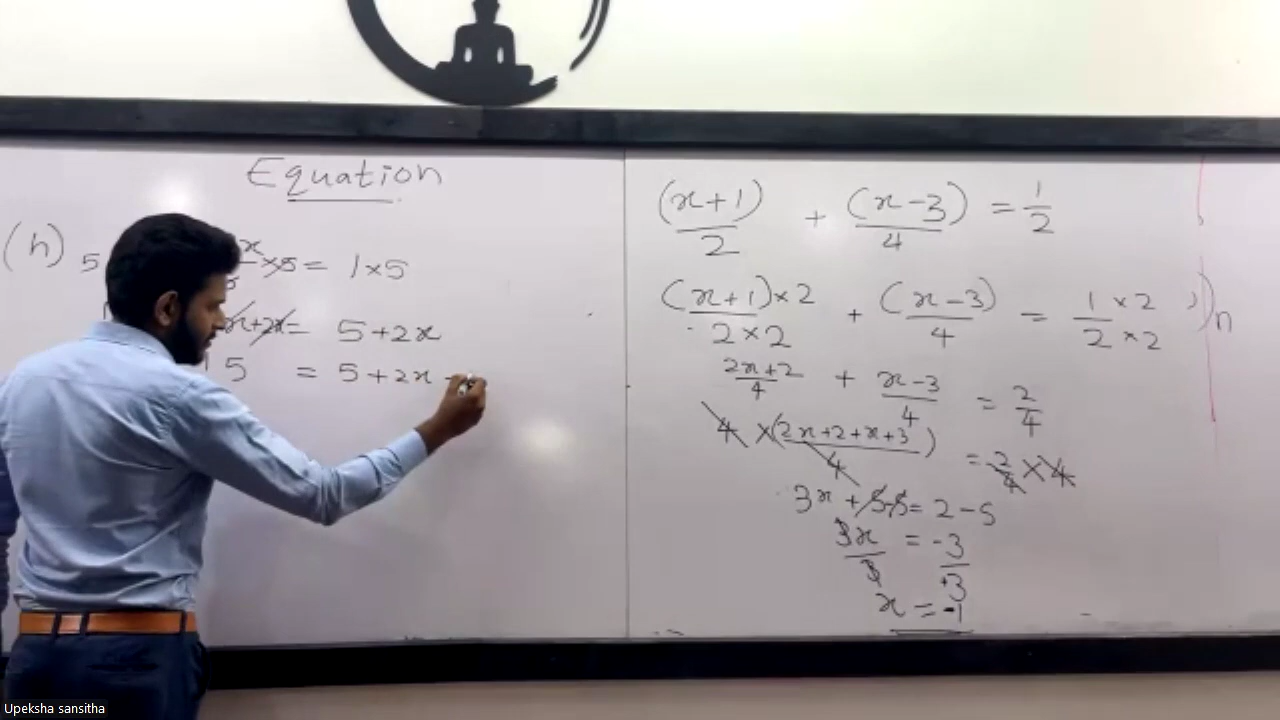 Equation
(h) 5 x × 5 = 1 × 5
x + 2x = 5 + 2x
15 = 5 + 2x -
(x+1)/2 + (x-3)/4 = 1/2
(x+1)×2/2×2 + (x-3)/4 = 1×2/2×2
2x+2/4 + x-3/4 = 2/4
4 × (2x+2+x+3)/4 = 2/4 × 4
3x + 5 - 5 = 2 - 5
3x/3 = -3/+3
x = -1
Upeksha sansitha